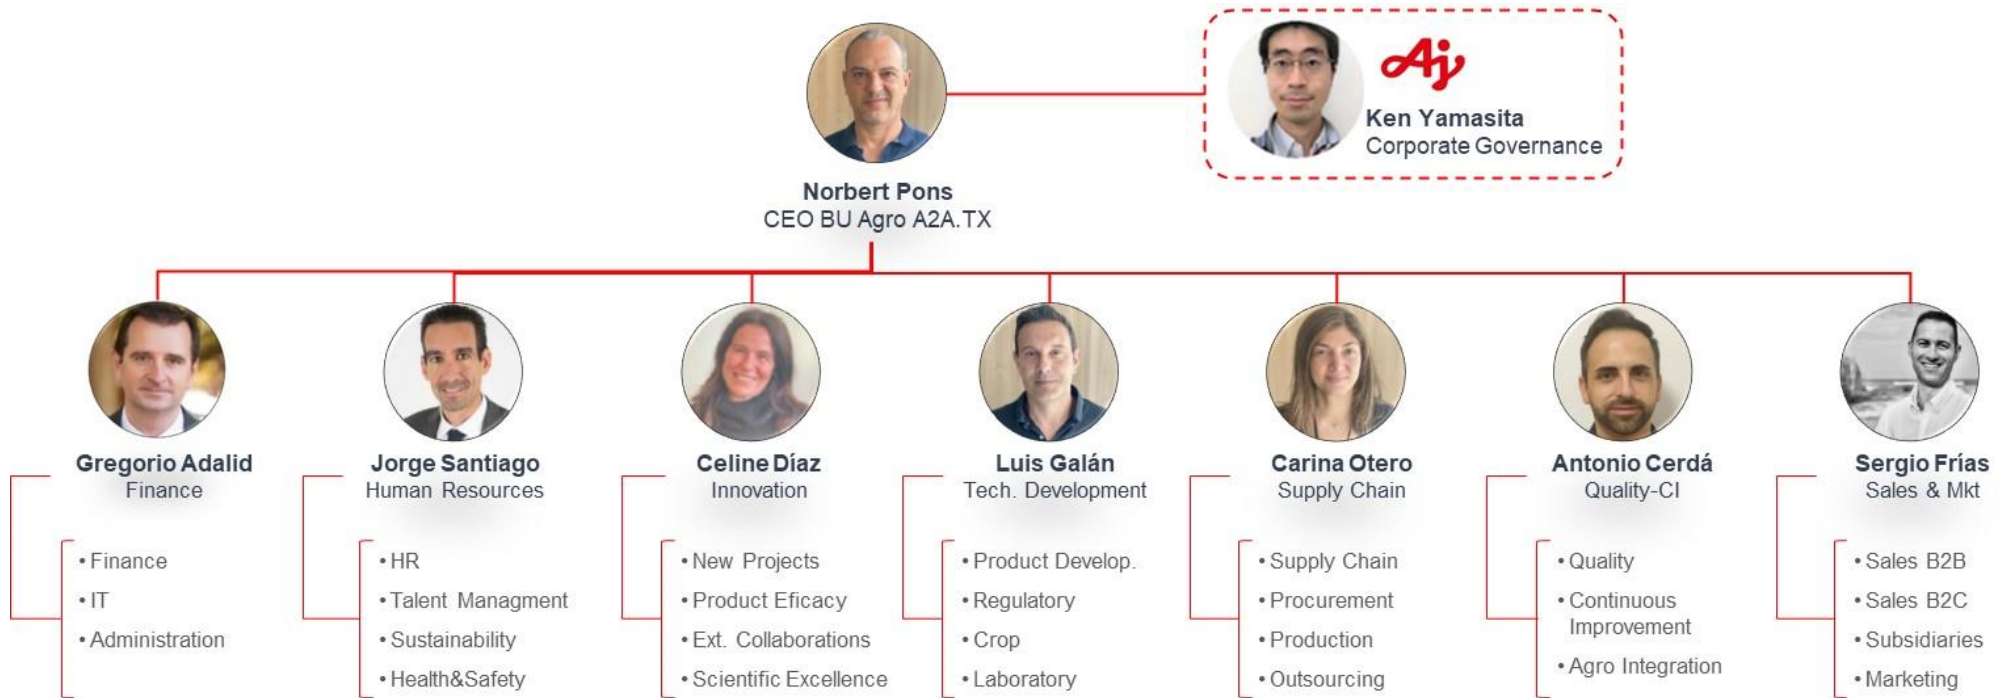 Aj
Ken Yamasita
Corporate Governance
Norbert Pons
CEO BU Agro A2A.TX
Gregorio Adalid
Finance
• Finance
• IT
• Administration
Jorge Santiago
Human Resources
• HR
• Talent Managment
• Sustainability
• Health&Safety
Celine Díaz
Innovation
• New Projects
• Product Eficacy
• Ext. Collaborations
• Scientific Excellence
Luis Galán
Tech. Development
• Product Develop.
• Regulatory
• Crop
• Laboratory
Carina Otero
Supply Chain
• Supply Chain
• Procurement
• Production
• Outsourcing
Antonio Cerdá
Quality-CI
• Quality
• Continuous
Improvement
• Agro Integration
Sergio Frías
Sales & Mkt
• Sales B2B
• Sales B2C
• Subsidiaries
• Marketing